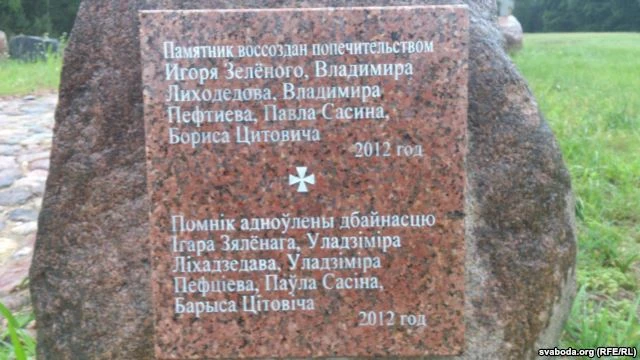 Памятник воссоздан попечительством
Игоря Зелёного, Владимира
Лиходедова, Владимира
Пефтиева, Павла Сасина,
Бориса Цитовича
2012 год
Помнік адноўлены дбайнасцю
Ігара Зялёнага, Уладзіміра
Ліхадзедава, Уладзіміра
Пефціева, Паўла Сасіна,
Барыса Цітовіча
2012 год
svaboda.org (RFE/RL)